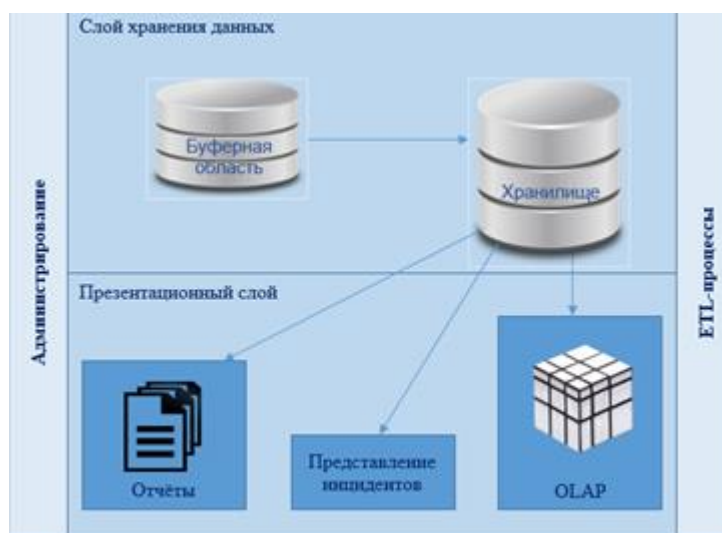 Слой хранения данных
Буферная
область
Хранилище
Администрирование
ETL-процессы
Презентационный слой
Отчёты
Представление
инцидентов
OLAP